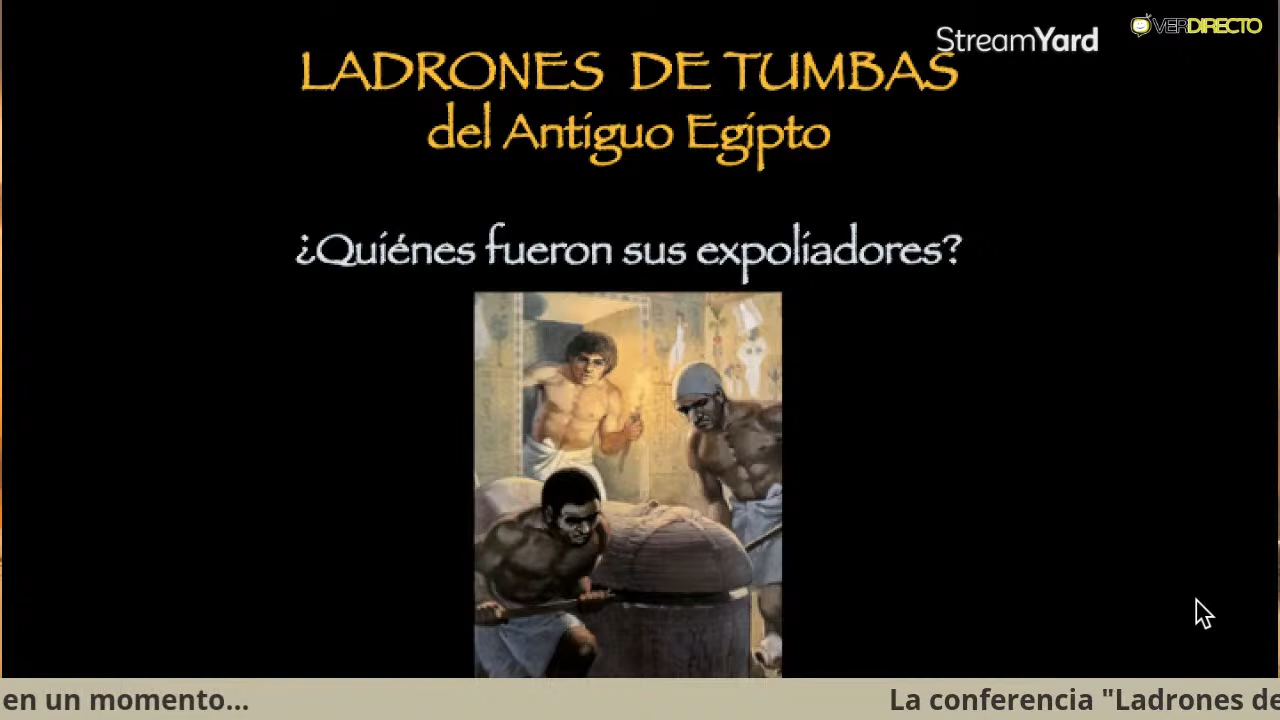 StreamYard
VERDIRECTO
LADRONES DE TUMBAS
del Antiguo Egipto
¿Quiénes fueron sus expoliadores?
en un momento...
La conferencia "Ladrones de